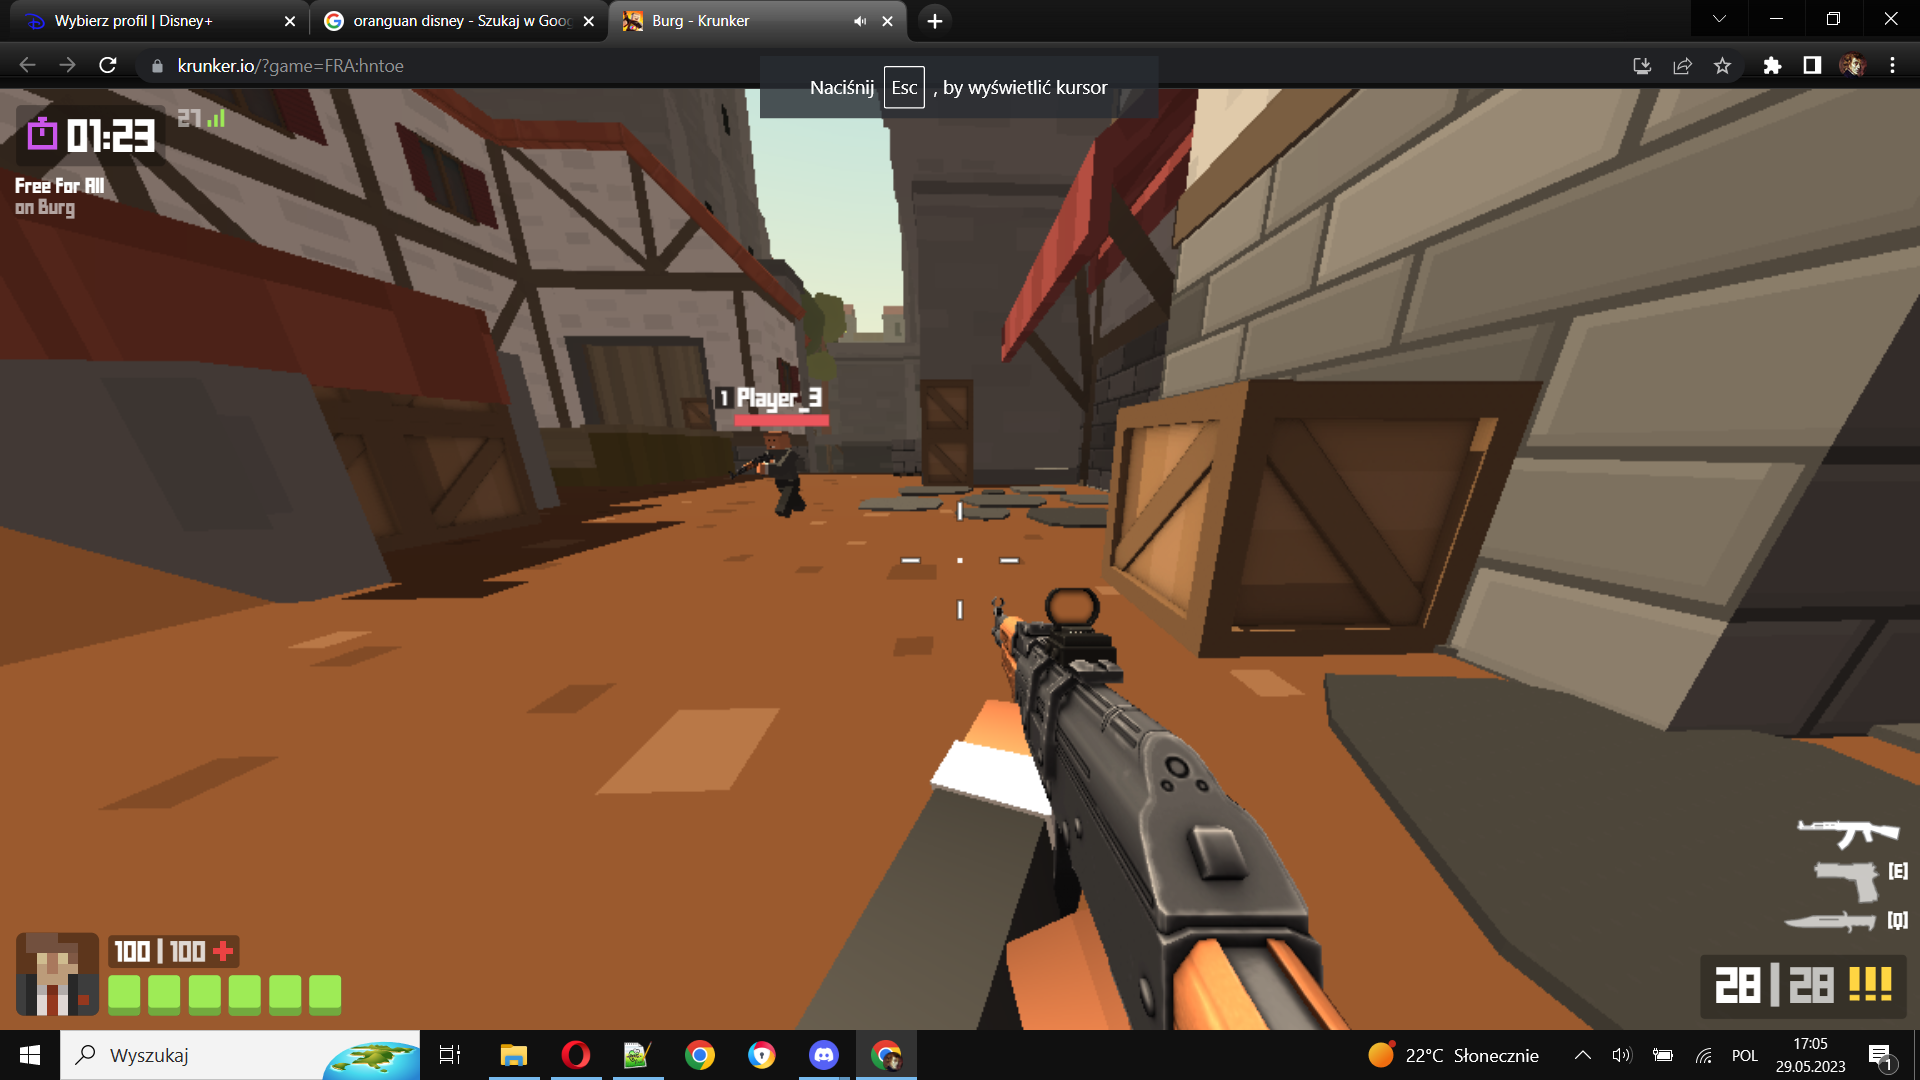 Wybierz profil | Disney+
oranguan disney - Szukaj w Goog
Burg - Krunker
krunker.io/?game=FRA:hntoe
Naciśnij Esc , by wyświetlić kursor
01:23
27
Free For All
on Burg
1 Player_3
[E]
[Q]
100 | 100
28 | 28 !!!
Wyszukaj
22°C Słonecznie
POL
17:05
29.05.2023
1